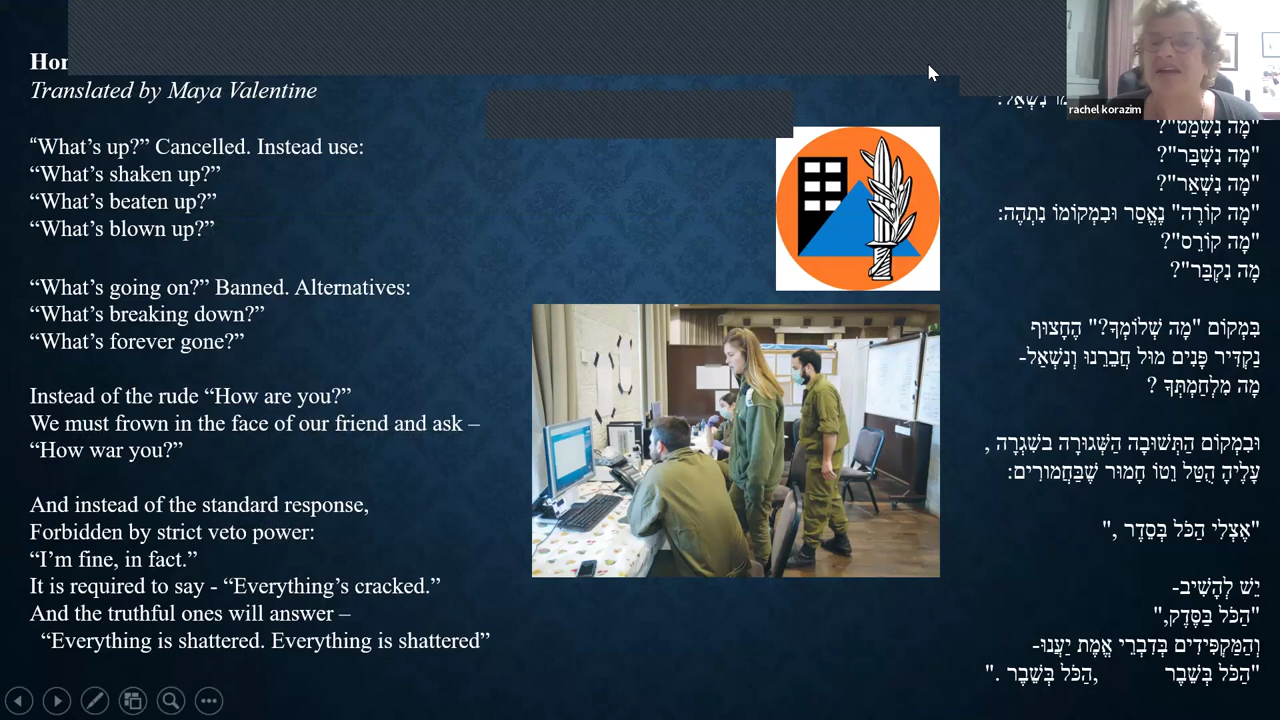 Translated by Maya Valentine
“What’s up?” Cancelled. Instead use:
“What’s shaken up?”
“What’s beaten up?”
“What’s blown up?”
“What’s going on?” Banned. Alternatives:
“What’s breaking down?”
“What’s forever gone?”
Instead of the rude “How are you?”
We must frown in the face of our friend and ask –
“How war you?”
And instead of the standard response,
Forbidden by strict veto power:
“I’m fine, in fact.”
It is required to say - “Everything’s cracked.”
And the truthful ones will answer –
“Everything is shattered. Everything is shattered”
rachel korazim
"מָה נִשְׁמַט"?
"מָה נִשְׁבַּר"?
"מָה נִשְׁאַר"?
"מָה קוֹרֶה" נֶאֱסַר וּבִמְקוֹמוֹ נִתְהֶה:
"מָה קוֹרֵס"?
מָה נִקְבַּר"?
בִּמְקוֹם "מָה שְׁלוֹמְךָ?" הֶחָצוּף
נַקְדִּיר פָּנִים מוּל חֲבֵרֵנוּ וְנִשְׁאַל-
מָה מִלְחַמְתְּךָ ?
וּבִמְקוֹם הַתְּשׁוּבָה הַשְּׁגוּרָה בשִׁגְרָה ,
עָלֶיהָ הֻטַּל וֵטוֹ חָמוּר שֶׁבַּחֲמוּרִים:
"אֶצְלִי הַכֹּל בְּסֵדֶר ,"
יֵשׁ לְהָשִׁיב-
"הַכֹּל בַּסֶּדֶק,"
וְהַמַּקְפִּידִים בְּדִבְרֵי אֱמֶת יַעֲנוּ-
"הַכֹּל בְּשֵׁבֶר ,הַכֹּל בְּשֵׁבֶר ."